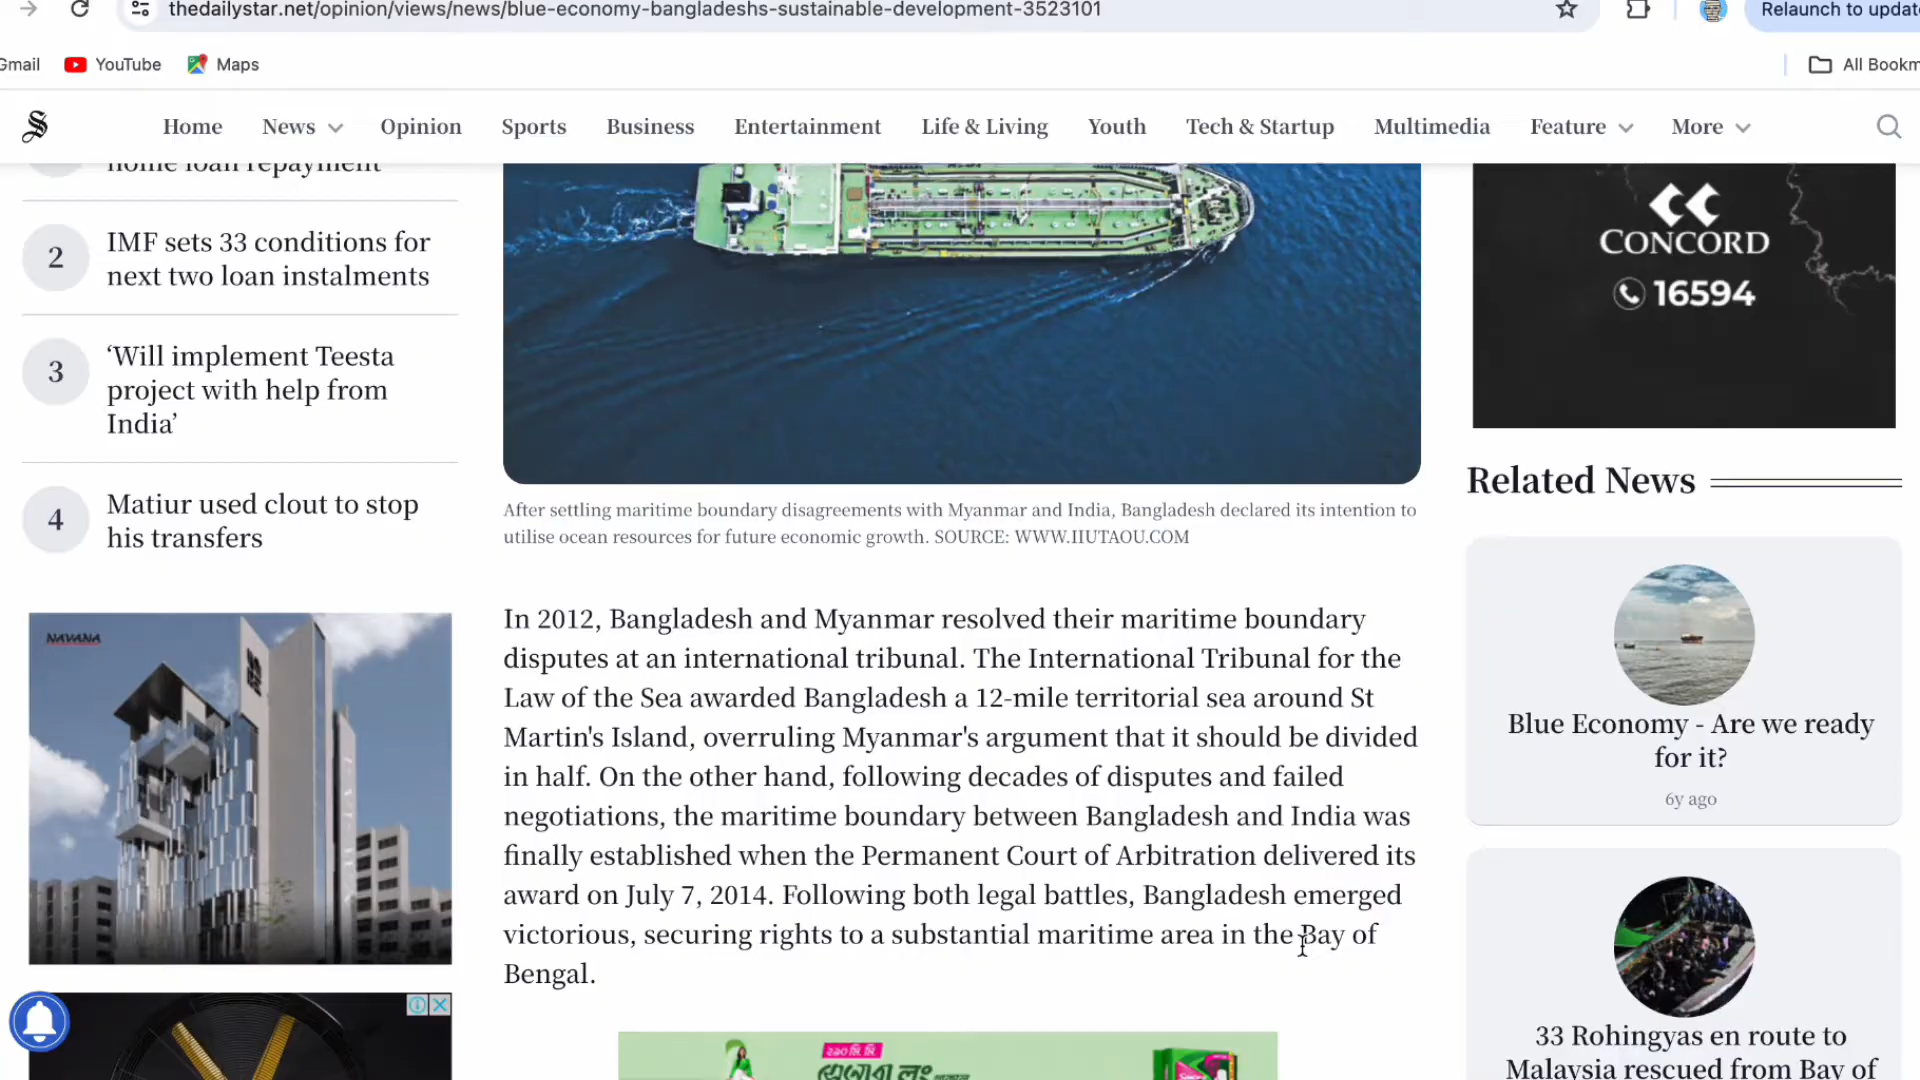 thedailystar.net/opinion/views/news/blue-economy-bangladeshs-sustainable-development-3523101
Relaunch to update
Gmail
YouTube
Maps
All Bookm
Home
News
Opinion
Sports
Business
Entertainment
Life & Living
Youth
Tech & Startup
Multimedia
Feature
More
home loan repayment
2
IMF sets 33 conditions for
next two loan instalments
3
‘Will implement Teesta
project with help from
India’
4
Matiur used clout to stop
his transfers
NAVANA
After settling maritime boundary disagreements with Myanmar and India, Bangladesh declared its intention to
utilise ocean resources for future economic growth. SOURCE: WWW.IIUTAOU.COM
In 2012, Bangladesh and Myanmar resolved their maritime boundary
disputes at an international tribunal. The International Tribunal for the
Law of the Sea awarded Bangladesh a 12-mile territorial sea around St
Martin's Island, overruling Myanmar's argument that it should be divided
in half. On the other hand, following decades of disputes and failed
negotiations, the maritime boundary between Bangladesh and India was
finally established when the Permanent Court of Arbitration delivered its
award on July 7, 2014. Following both legal battles, Bangladesh emerged
victorious, securing rights to a substantial maritime area in the Bay of
Bengal.
২৯০ মি.মি.
CONCORD
16594
Related News
Blue Economy - Are we ready
for it?
6y ago
33 Rohingyas en route to
Malaysia rescued from Bay of